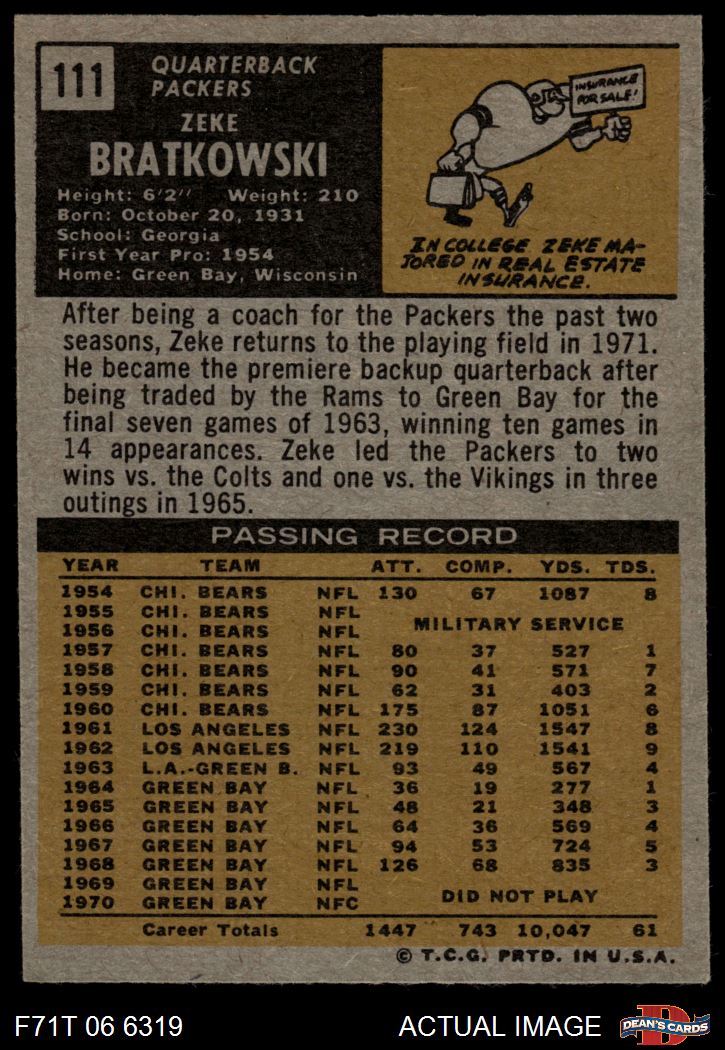 111
QUARTERBACK
PACKERS
ZEKE
BRATKOWSKI
Height: 6'2" Weight: 210
Born: October 20, 1931
School: Georgia
First Year Pro: 1954
Home: Green Bay, Wisconsin
INSURANCE
FOR SALE!
IN COLLEGE ZEKE MA-
JORED IN REAL ESTATE
INSURANCE.
After being a coach for the Packers the past two
seasons, Zeke returns to the playing field in 1971.
He became the premiere backup quarterback after
being traded by the Rams to Green Bay for the
final seven games of 1963, winning ten games in
14 appearances. Zeke led the Packers to two
wins vs. the Colts and one vs. the Vikings in three
outings in 1965.
PASSING RECORD
YEAR TEAM ATT. COMP. YDS. TDS.
1954 CHI. BEARS NFL 130 67 1087 8
1955 CHI. BEARS NFL
MILITARY SERVICE
1956 CHI. BEARS NFL
1957 CHI. BEARS NFL 80 37 527 1
1958 CHI. BEARS NFL 90 41 571 7
1959 CHI. BEARS NFL 62 31 403 2
1960 CHI. BEARS NFL 175 87 1051 6
1961 LOS ANGELES NFL 230 124 1547 8
1962 LOS ANGELES NFL 219 110 1541 9
1963 L.A.-GREEN B. NFL 93 49 567 4
1964 GREEN BAY NFL 36 19 277 1
1965 GREEN BAY NFL 48 21 348 3
1966 GREEN BAY NFL 64 36 569 4
1967 GREEN BAY NFL 94 53 724 5
1968 GREEN BAY NFL 126 68 835 3
1969 GREEN BAY NFL
DID NOT PLAY
1970 GREEN BAY NFC
Career Totals 1447 743 10,047 61
© T.C.G. PRTD. IN U.S.A.
F71T 06 6319 ACTUAL IMAGE
D
DEAN'S CARDS